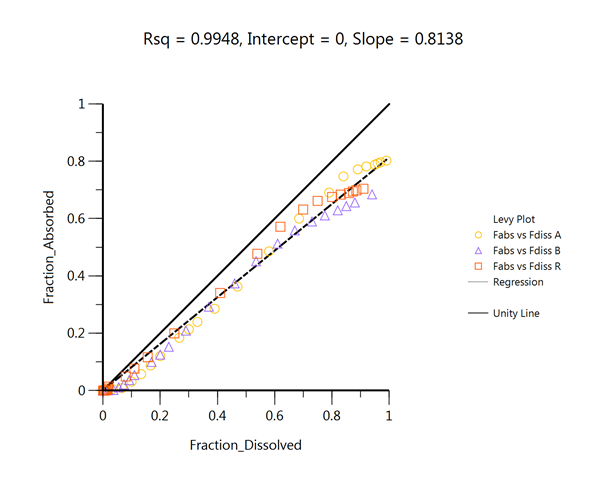 Rsq = 0.9948, Intercept = 0, Slope = 0.8138
1
0.8
0.6
0.4
0.2
0
Fraction_Absorbed
0 0.2 0.4 0.6 0.8 1
Fraction_Dissolved
Levy Plot
Fabs vs Fdiss A
Fabs vs Fdiss B
Fabs vs Fdiss R
Regression
Unity Line